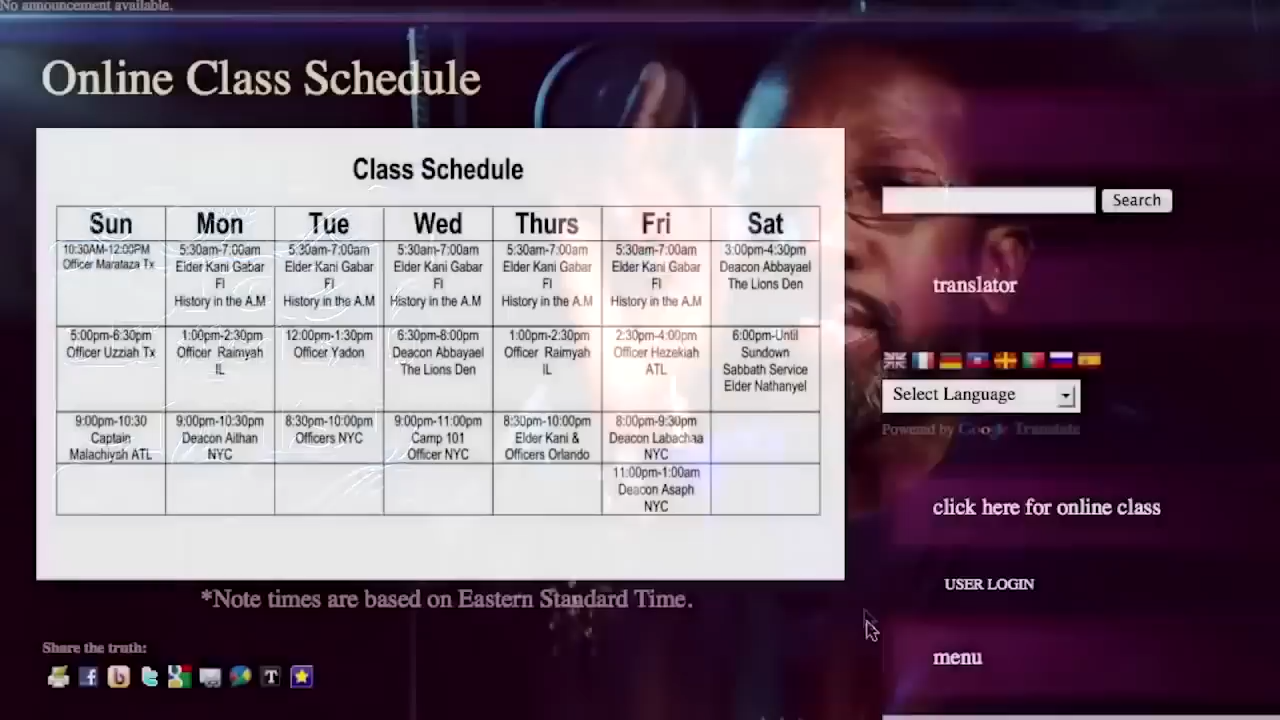 No announcement available.
Online Class Schedule
Class Schedule
Sun Mon Tue Wed Thurs Fri Sat
10:30AM-12:00PM
Officer Marataza Tx
5:30am-7:00am
Elder Kani Gabar
Fl
History in the A.M
5:30am-7:00am
Elder Kani Gabar
Fl
History in the A.M
5:30am-7:00am
Elder Kani Gabar
Fl
History in the A.M
5:30am-7:00am
Elder Kani Gabar
Fl
History in the A.M
5:30am-7:00am
Elder Kani Gabar
Fl
History in the A.M
3:00pm-4:30pm
Deacon Abbayael
The Lions Den
5:00pm-6:30pm
Officer Uzziah Tx
1:00pm-2:30pm
Officer Raimyah
IL
12:00pm-1:30pm
Officer Yadon
6:30pm-8:00pm
Deacon Abbayael
The Lions Den
1:00pm-2:30pm
Officer Raimyah
IL
2:30pm-4:00pm
Officer Hezekiah
ATL
6:00pm-Until
Sundown
Sabbath Service
Elder Nathanyel
9:00pm-10:30
Captain
Malachiyah ATL
9:00pm-10:30pm
Deacon Aithan
NYC
8:30pm-10:00pm
Officers NYC
9:00pm-11:00pm
Camp 101
Officer NYC
8:30pm-10:00pm
Elder Kani &
Officers Orlando
8:00pm-9:30pm
Deacon Labachaa
NYC
11:00pm-1:00am
Deacon Asaph
NYC
*Note times are based on Eastern Standard Time.
Share the truth:
Search
translator
Select Language
Powered by Google Translate
click here for online class
USER LOGIN
menu